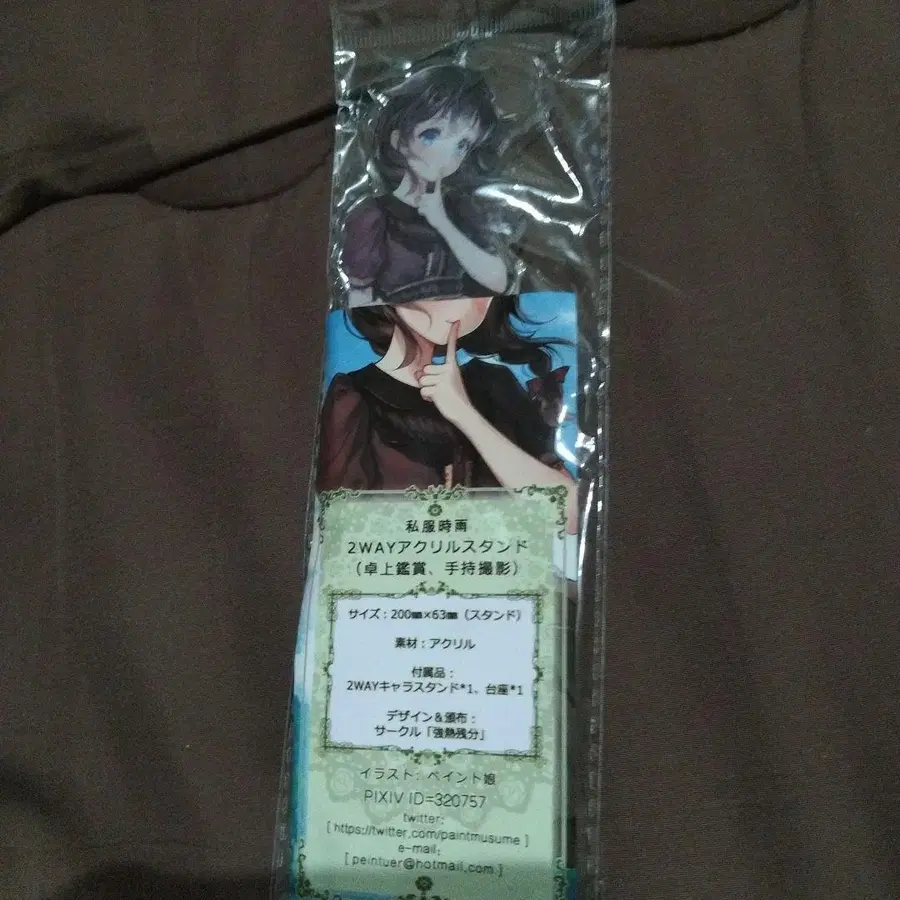 私服時雨
2WAYアクリルスタンド
（卓上鑑賞、手持撮影）
サイズ：200㎜×63㎜（スタンド）
素材：アクリル
付属品：
2WAYキャラスタンド*1、台座*1
デザイン＆頒布：
サークル「強熱残分」
イラスト：ペイント娘
PIXIV ID=320757
twitter:
[ https://twitter.com/paintmusume ]
e-mail:
[ peintuer@hotmail.com ]